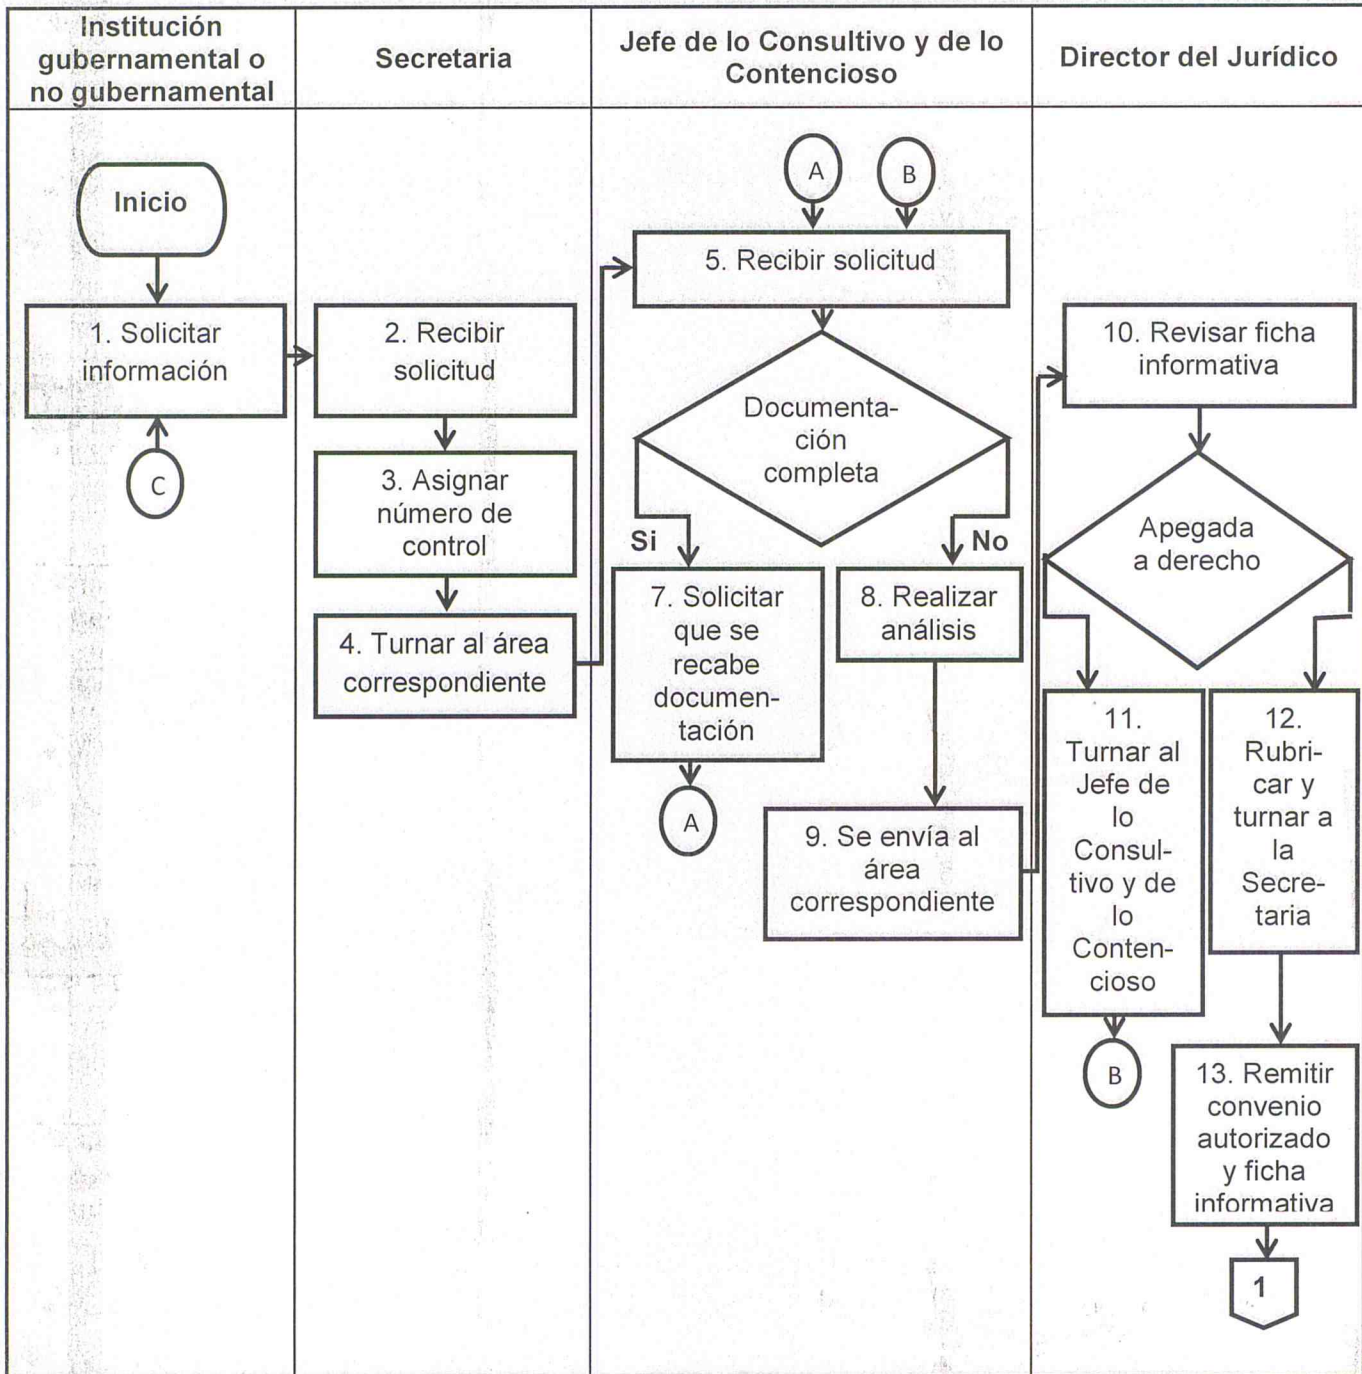 Institución
gubernamental o
no gubernamental
Secretaria
Jefe de lo Consultivo y de lo
Contencioso
Director del Jurídico
Inicio
1. Solicitar
información
C
2. Recibir
solicitud
3. Asignar
número de
control
4. Turnar al área
correspondiente
A
B
5. Recibir solicitud
Documenta-
ción
completa
Si
No
7. Solicitar
que se
recabe
documen-
tación
A
8. Realizar
análisis
9. Se envía al
área
correspondiente
10. Revisar ficha
informativa
Apegada
a derecho
11.
Turnar al
Jefe de
lo
Consul-
tivo y de
lo
Conten-
cioso
B
12.
Rubri-
car y
turnar a
la
Secre-
taria
13. Remitir
convenio
autorizado
y ficha
informativa
1